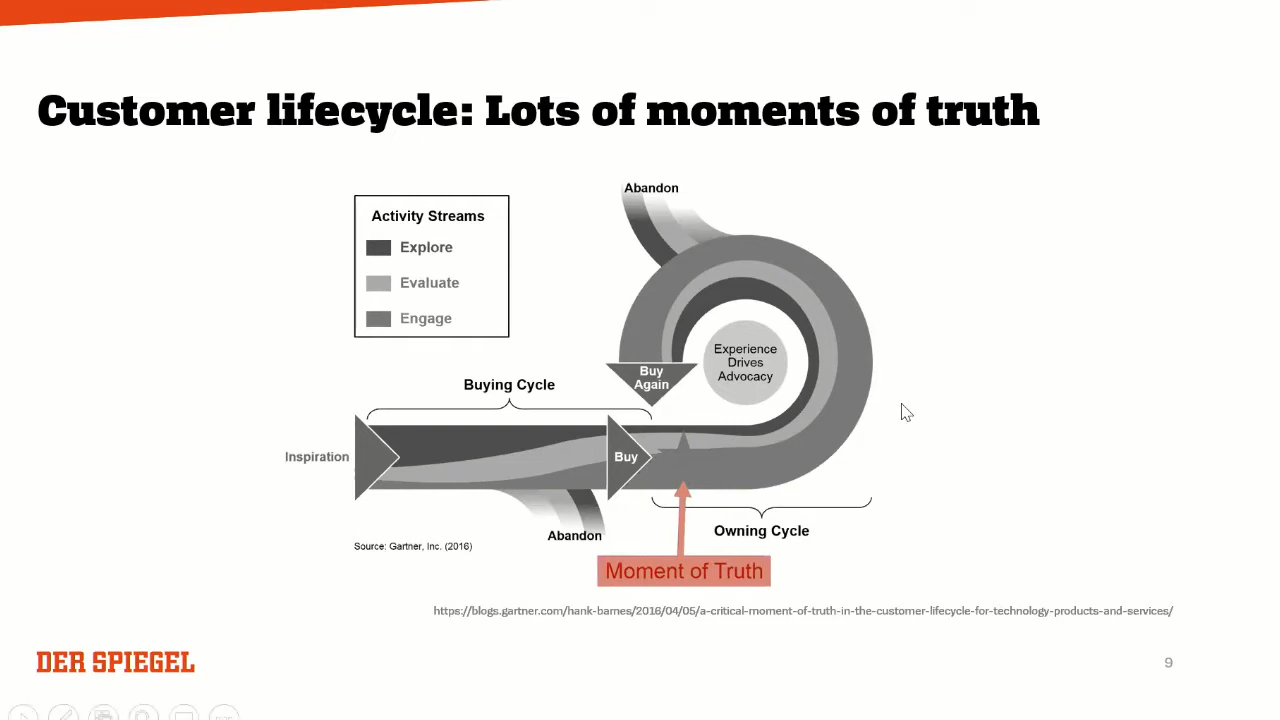 Customer lifecycle: Lots of moments of truth
Abandon
Activity Streams
Explore
Evaluate
Engage
Experience
Drives
Advocacy
Buy
Again
Buying Cycle
Inspiration
Buy
Owning Cycle
Abandon
Source: Gartner, Inc. (2016)
Moment of Truth
https://blogs.gartner.com/hank-barnes/2016/04/05/a-critical-moment-of-truth-in-the-customer-lifecycle-for-technology-products-and-services/
DER SPIEGEL
9